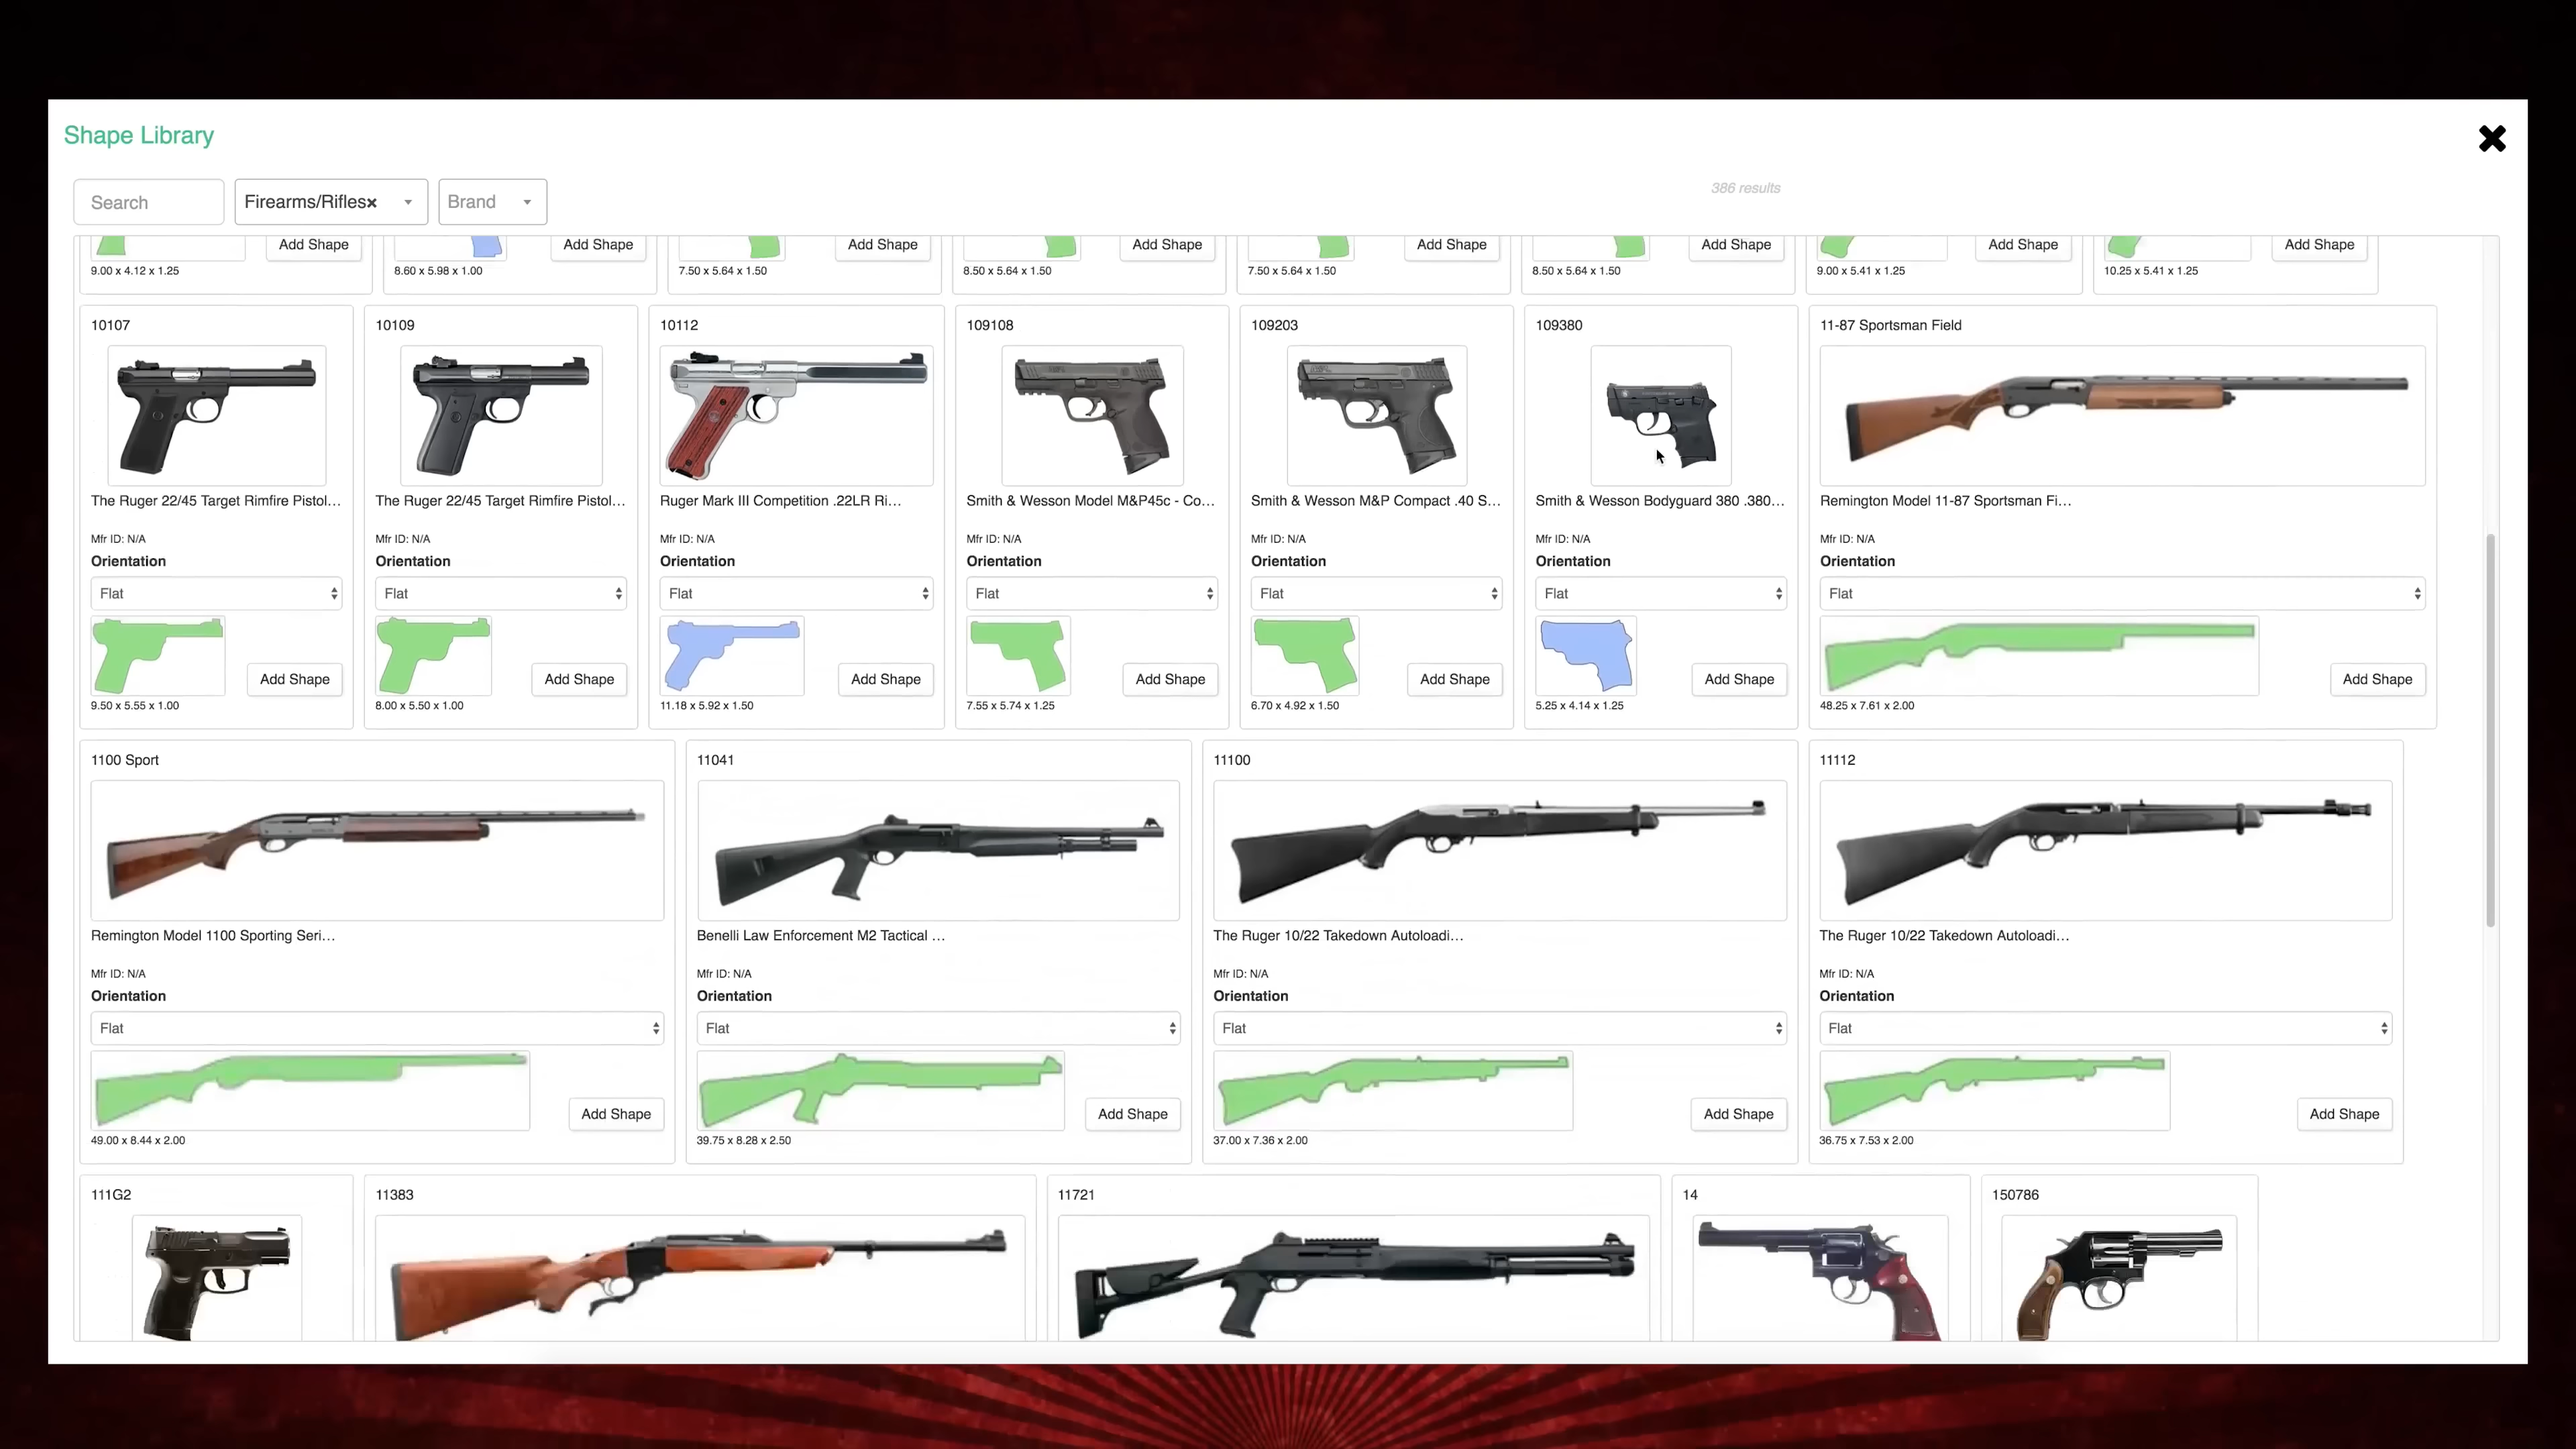 Shape Library
Search Firearms/Rifles× Brand 386 results
Add Shape Add Shape Add Shape Add Shape Add Shape Add Shape Add Shape Add Shape
9.00 x 4.12 x 1.25 8.60 x 5.98 x 1.00 7.50 x 5.64 x 1.50 8.50 x 5.64 x 1.50 7.50 x 5.64 x 1.50 8.50 x 5.64 x 1.50 9.00 x 5.41 x 1.25 10.25 x 5.41 x 1.25
10107 10109 10112 109108 109203 109380 11-87 Sportsman Field
The Ruger 22/45 Target Rimfire Pistol... The Ruger 22/45 Target Rimfire Pistol... Ruger Mark III Competition .22LR Ri... Smith & Wesson Model M&P45c - Co... Smith & Wesson M&P Compact .40 S... Smith & Wesson Bodyguard 380 .380... Remington Model 11-87 Sportsman Fi...
Mfr ID: N/A Mfr ID: N/A Mfr ID: N/A Mfr ID: N/A Mfr ID: N/A Mfr ID: N/A Mfr ID: N/A
Orientation Orientation Orientation Orientation Orientation Orientation Orientation
Flat Flat Flat Flat Flat Flat Flat
Add Shape Add Shape Add Shape Add Shape Add Shape Add Shape Add Shape
9.50 x 5.55 x 1.00 8.00 x 5.50 x 1.00 11.18 x 5.92 x 1.50 7.55 x 5.74 x 1.25 6.70 x 4.92 x 1.50 5.25 x 4.14 x 1.25 48.25 x 7.61 x 2.00
1100 Sport 11041 11100 11112
Remington Model 1100 Sporting Seri... Benelli Law Enforcement M2 Tactical ... The Ruger 10/22 Takedown Autoloadi... The Ruger 10/22 Takedown Autoloadi...
Mfr ID: N/A Mfr ID: N/A Mfr ID: N/A Mfr ID: N/A
Orientation Orientation Orientation Orientation
Flat Flat Flat Flat
Add Shape Add Shape Add Shape Add Shape
49.00 x 8.44 x 2.00 39.75 x 8.28 x 2.50 37.00 x 7.36 x 2.00 36.75 x 7.53 x 2.00
111G2 11383 11721 14 150786